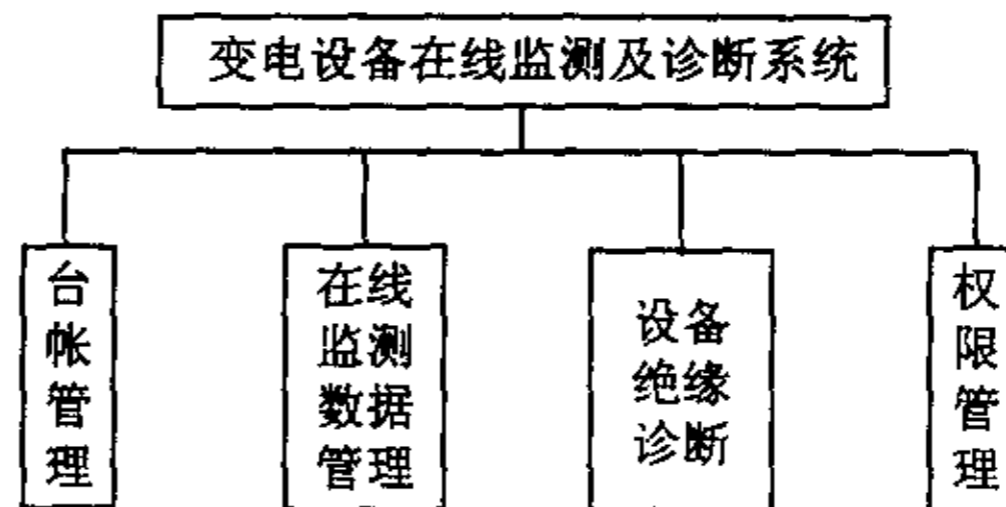 变电设备在线监测及诊断系统
台
帐
管
理
在线
监测
数据
管理
设备
绝缘
诊断
权
限
管
理